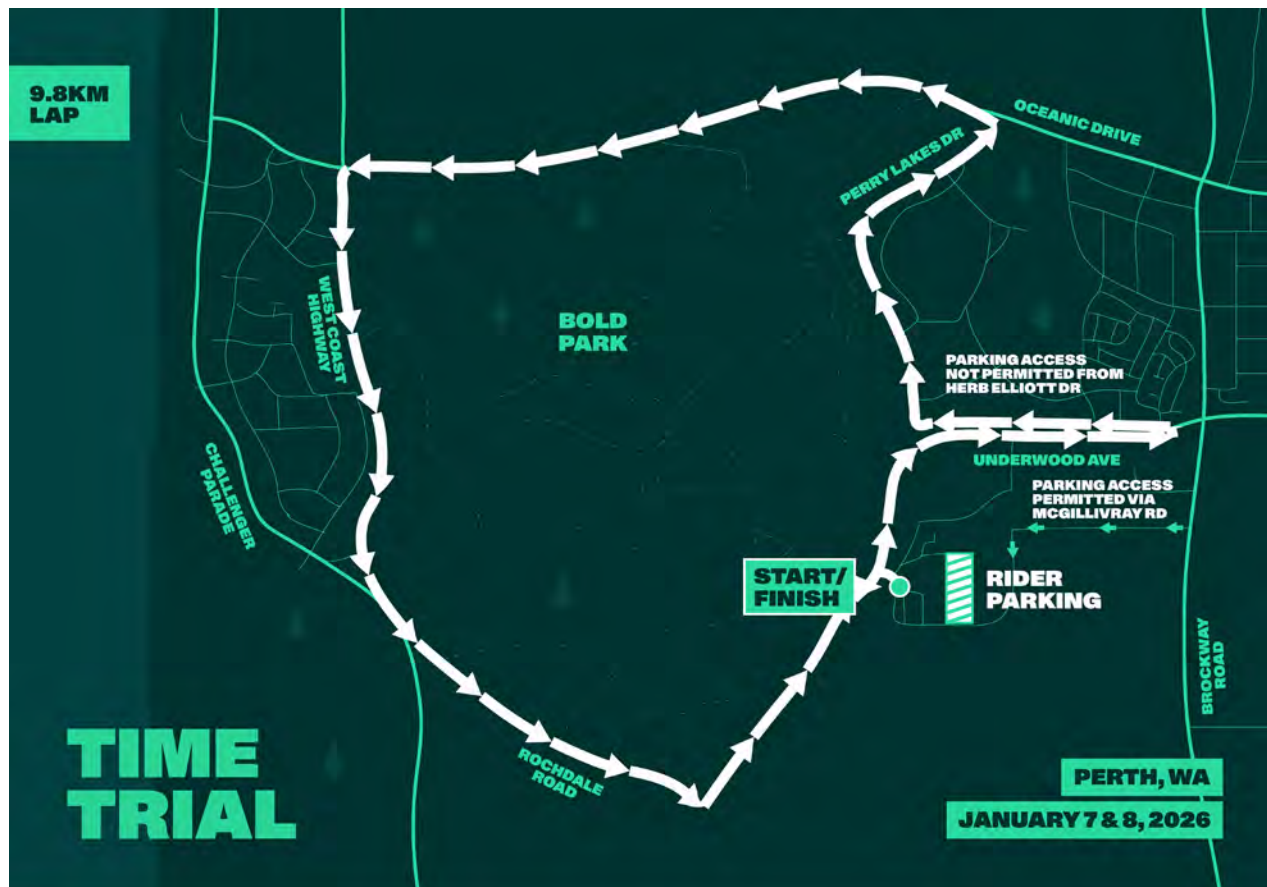 9.8KM
LAP
OCEANIC DRIVE
PERRY LAKES DR
WEST COAST
HIGHWAY
BOLD
PARK
PARKING ACCESS
NOT PERMITTED FROM
HERB ELLIOTT DR
CHALLENGER
PARADE
UNDERWOOD AVE
PARKING ACCESS
PERMITTED VIA
MCGILLIVRAY RD
START/
FINISH
RIDER
PARKING
BROCKWAY
ROAD
ROCHDALE
ROAD
TIME
TRIAL
PERTH, WA
JANUARY 7 & 8, 2026